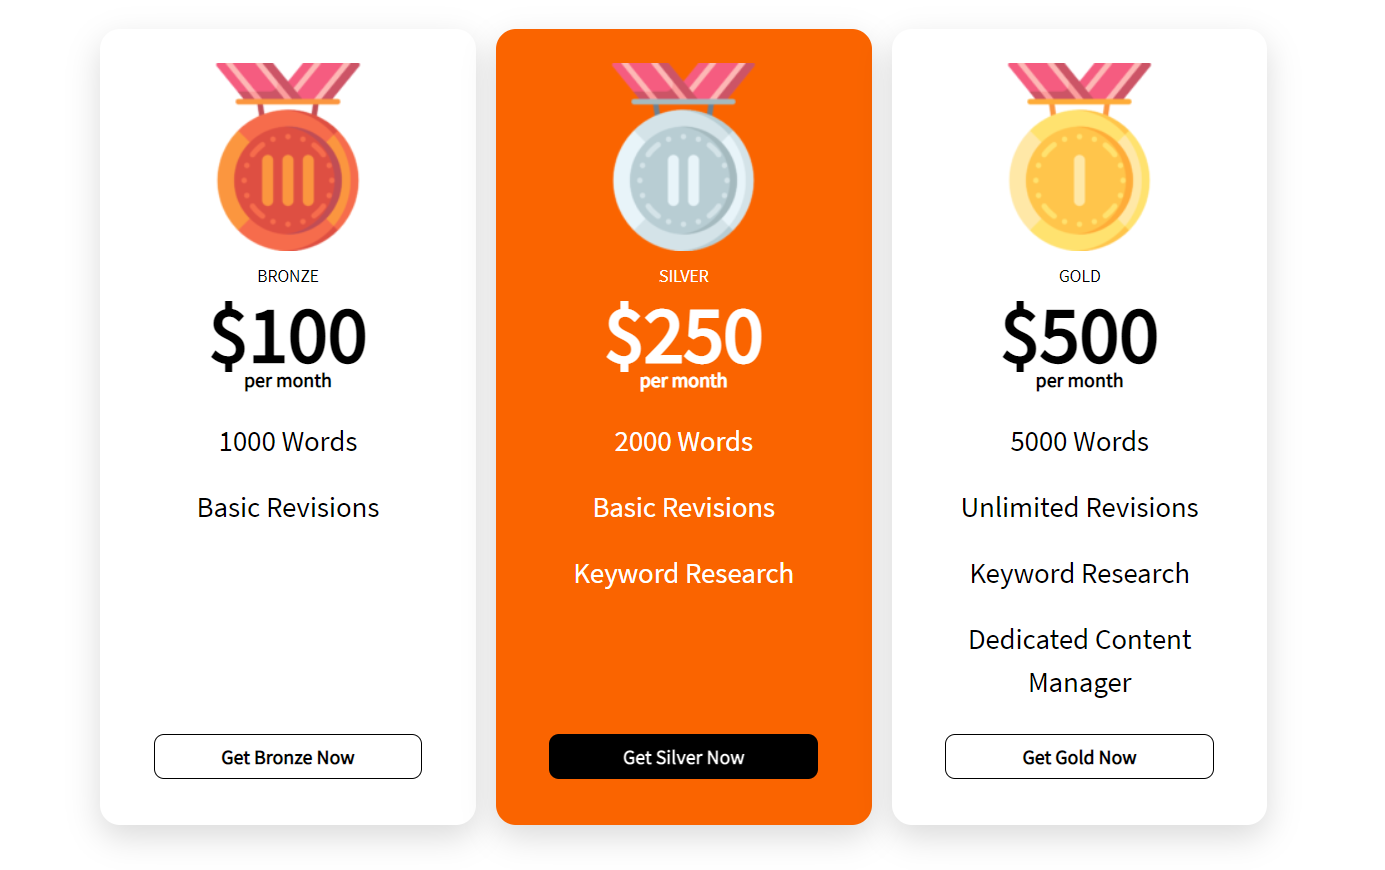 BRONZE
$100
per month
1000 Words
Basic Revisions
Get Bronze Now
SILVER
$250
per month
2000 Words
Basic Revisions
Keyword Research
Get Silver Now
GOLD
$500
per month
5000 Words
Unlimited Revisions
Keyword Research
Dedicated Content
Manager
Get Gold Now